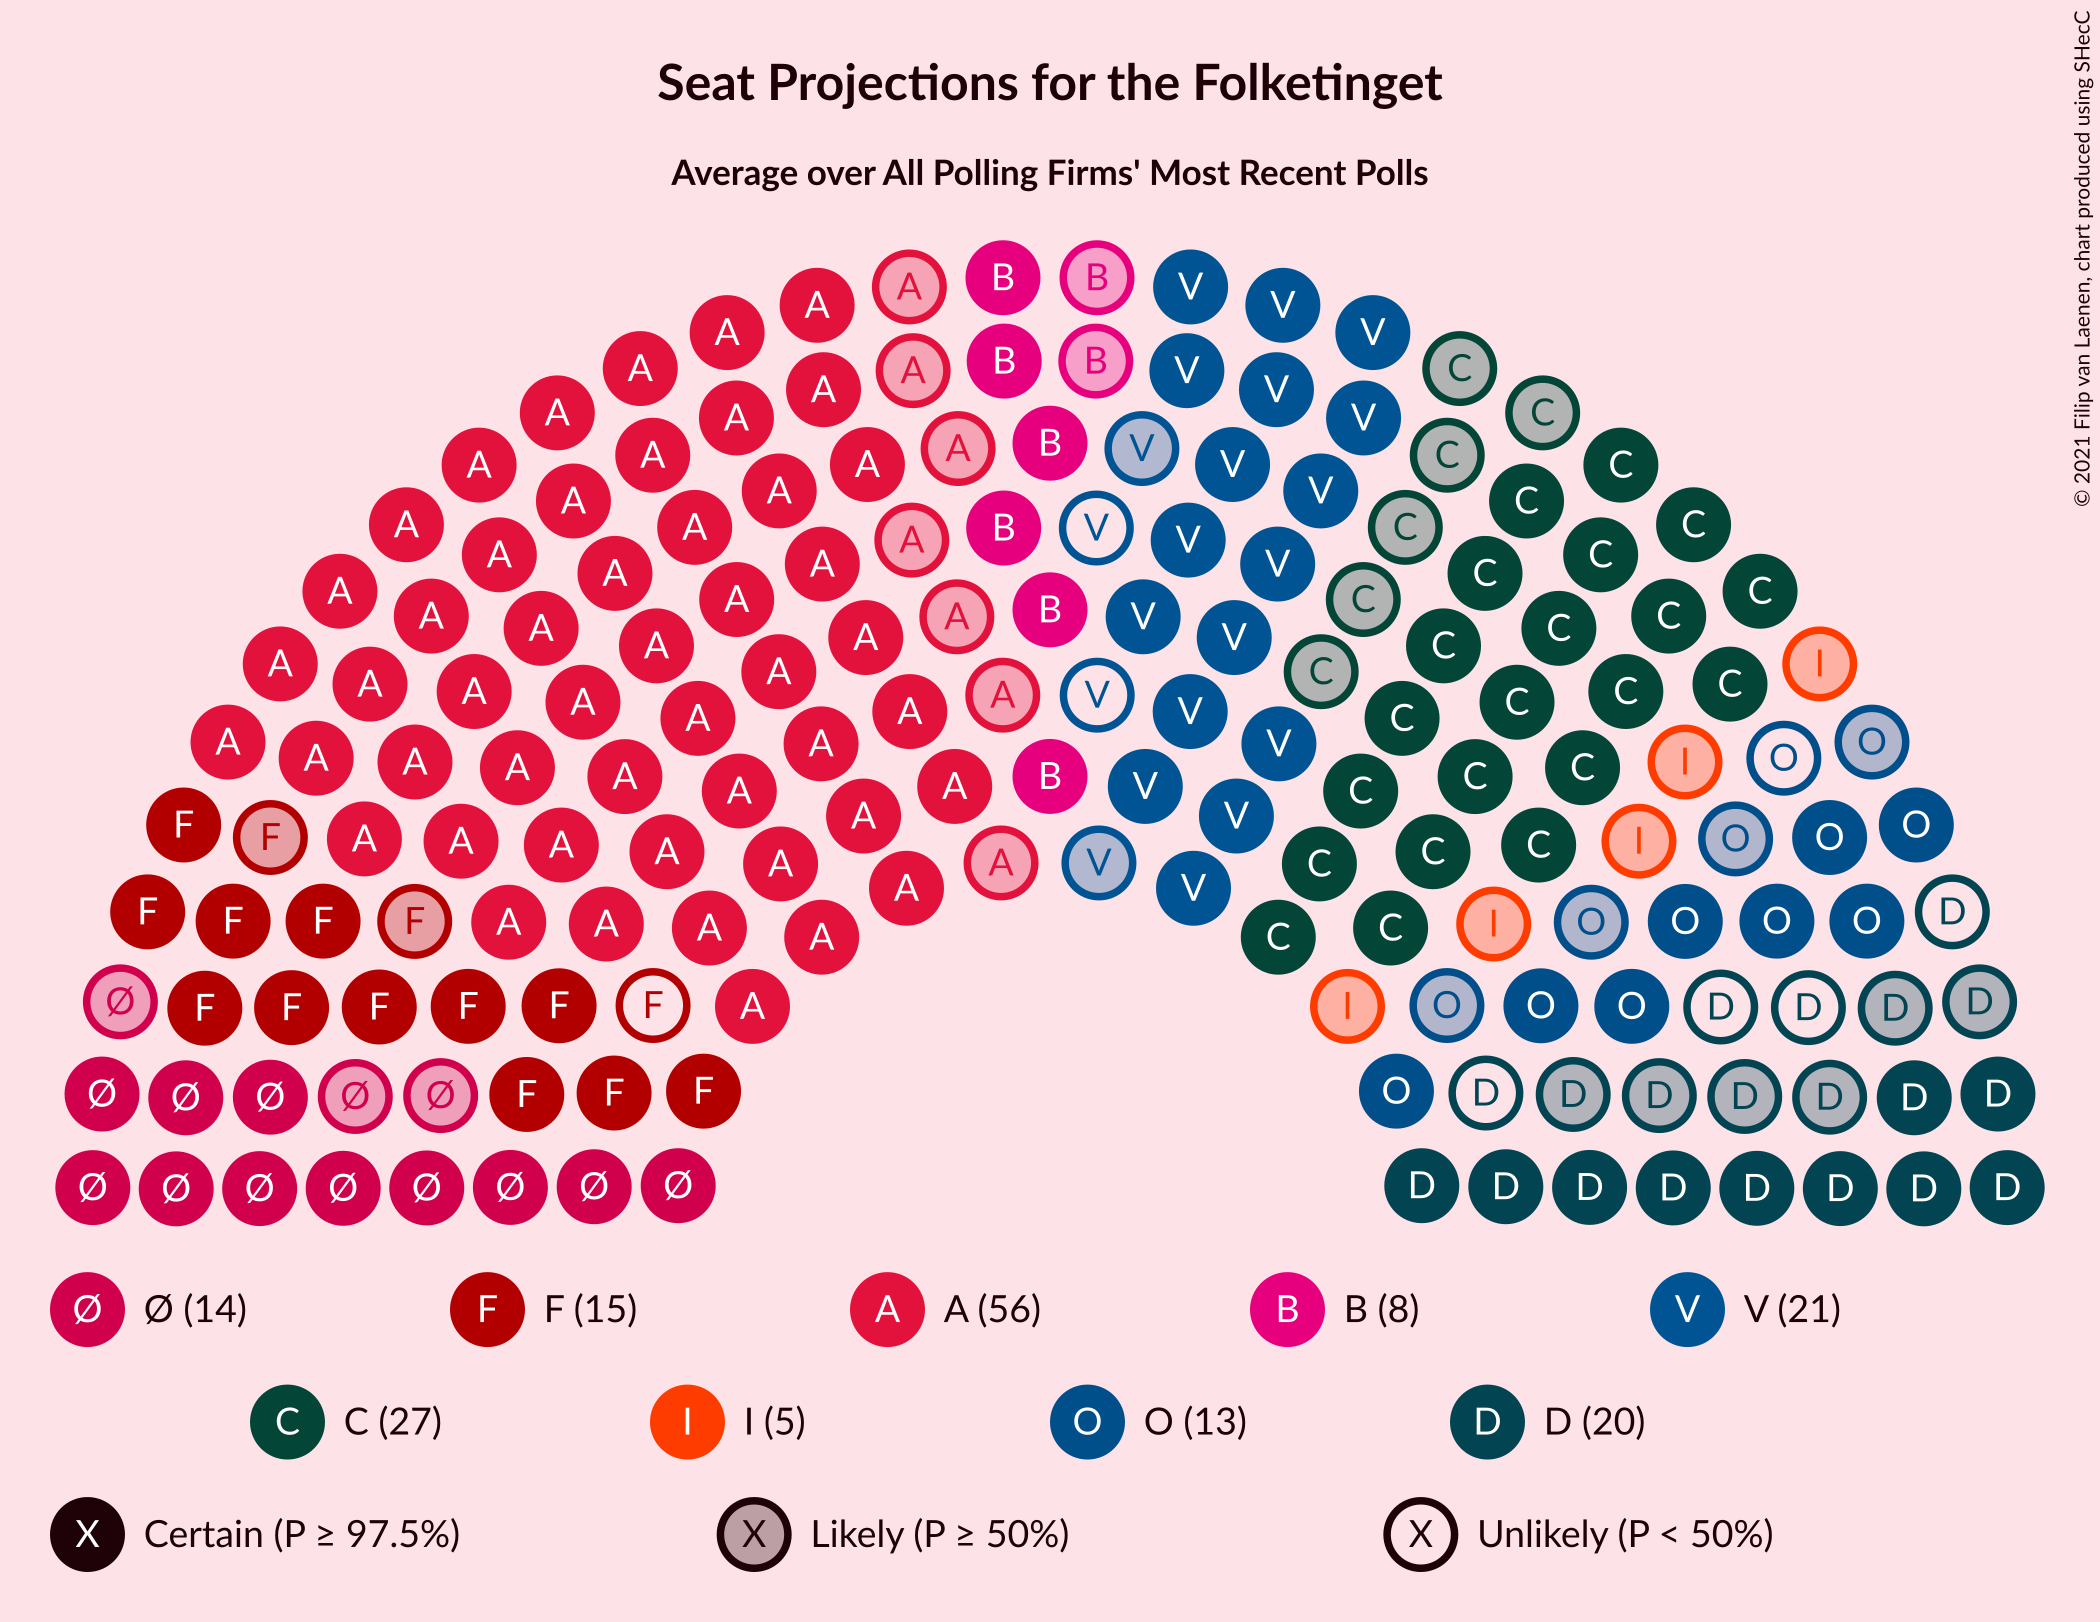 © 2021 Filip van Laenen, chart produced using SHecC
Seat Projections for the Folketinget
Average over All Polling Firms' Most Recent Polls
A A B B V V
A V
A A B B V C
A V
A A V C
A A A A B V V C C
A A V C
A A A B V V C C
A A A V C C
A A A A B V C C C
A A A V C C
A A A A A V C C C I
A A A V C C
A A A A A A B V C C I O O
A A V C
F F A A A A A A A V V C C C I O O O
A V
F F F F A A A A C C I O O O O D
Ø F F F F F F A I O O O D D D D
Ø Ø Ø Ø Ø F F F O D D D D D D D
Ø Ø Ø Ø Ø Ø Ø Ø D D D D D D D D
Ø Ø (14) F F (15) A A (56) B B (8) V V (21)
C C (27) I I (5) O O (13) D D (20)
X Certain (P ≥ 97.5%) X Likely (P ≥ 50%) X Unlikely (P < 50%)